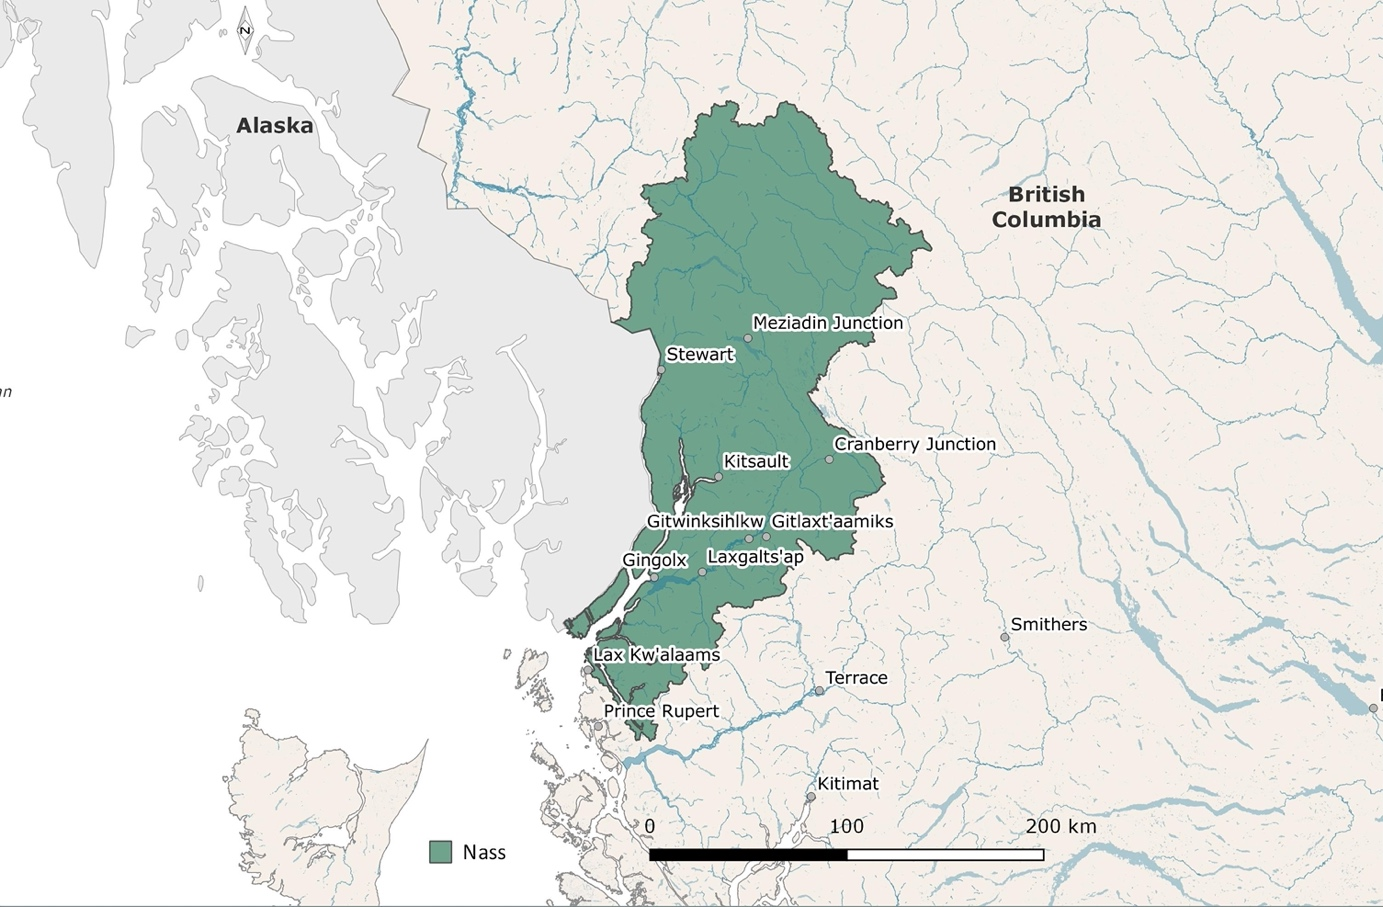 N
Alaska
British
Columbia
Meziadin Junction
Stewart
an
Cranberry Junction
Kitsault
Gitwinksihlkw
Gitlaxt'aamiks
Gingolx
Laxgalts'ap
Smithers
Lax Kw'alaams
Terrace
Prince Rupert
Kitimat
0
100
200 km
Nass